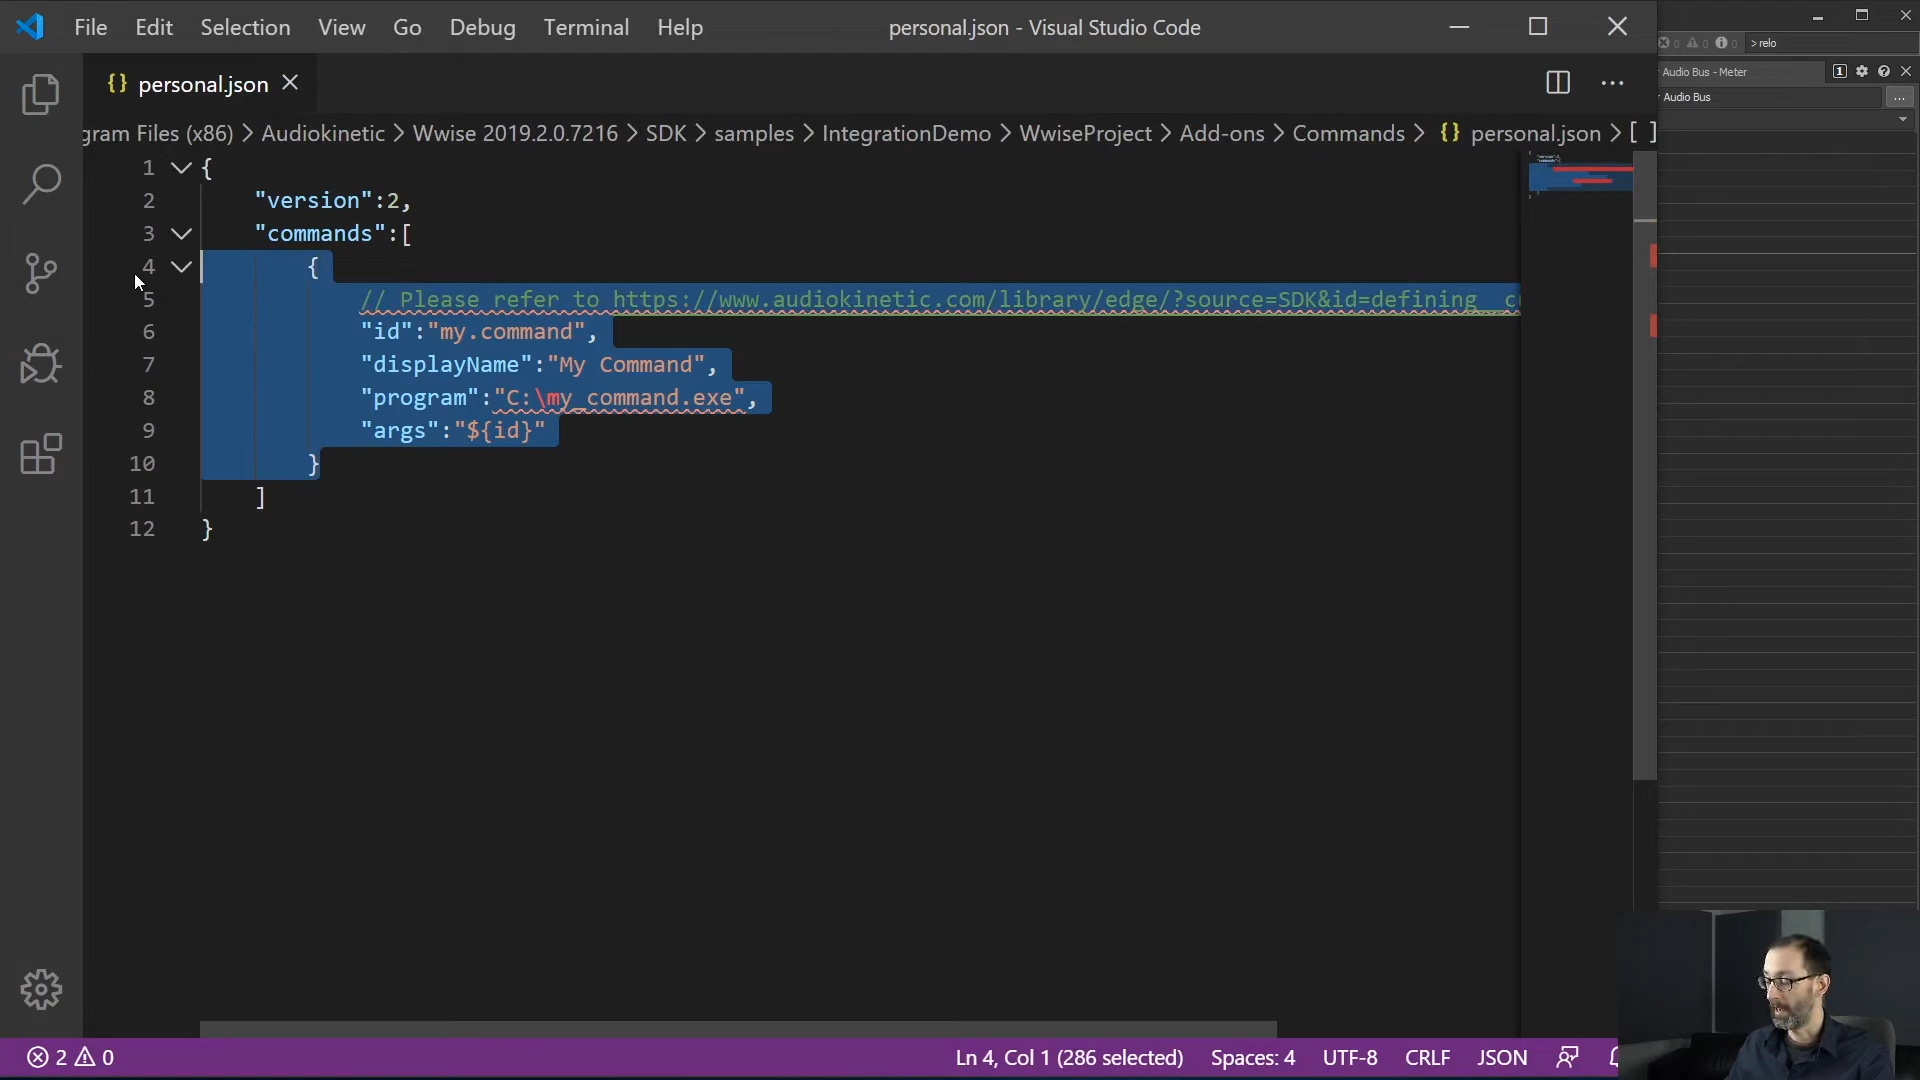 File Edit Selection View Go Debug Terminal Help personal.json - Visual Studio Code
> relo
{} personal.json
Audio Bus - Meter
Audio Bus
gram Files (x86) > Audiokinetic > Wwise 2019.2.0.7216 > SDK > samples > IntegrationDemo > WwiseProject > Add-ons > Commands > {} personal.json > [ ]
1 {
2 "version":2,
3 "commands":[
4 {
5 // Please refer to https://www.audiokinetic.com/library/edge/?source=SDK&id=defining__c
6 "id":"my.command",
7 "displayName":"My Command",
8 "program":"C:\my_command.exe",
9 "args":"${id}"
10 }
11 ]
12 }
2 0 Ln 4, Col 1 (286 selected) Spaces: 4 UTF-8 CRLF JSON